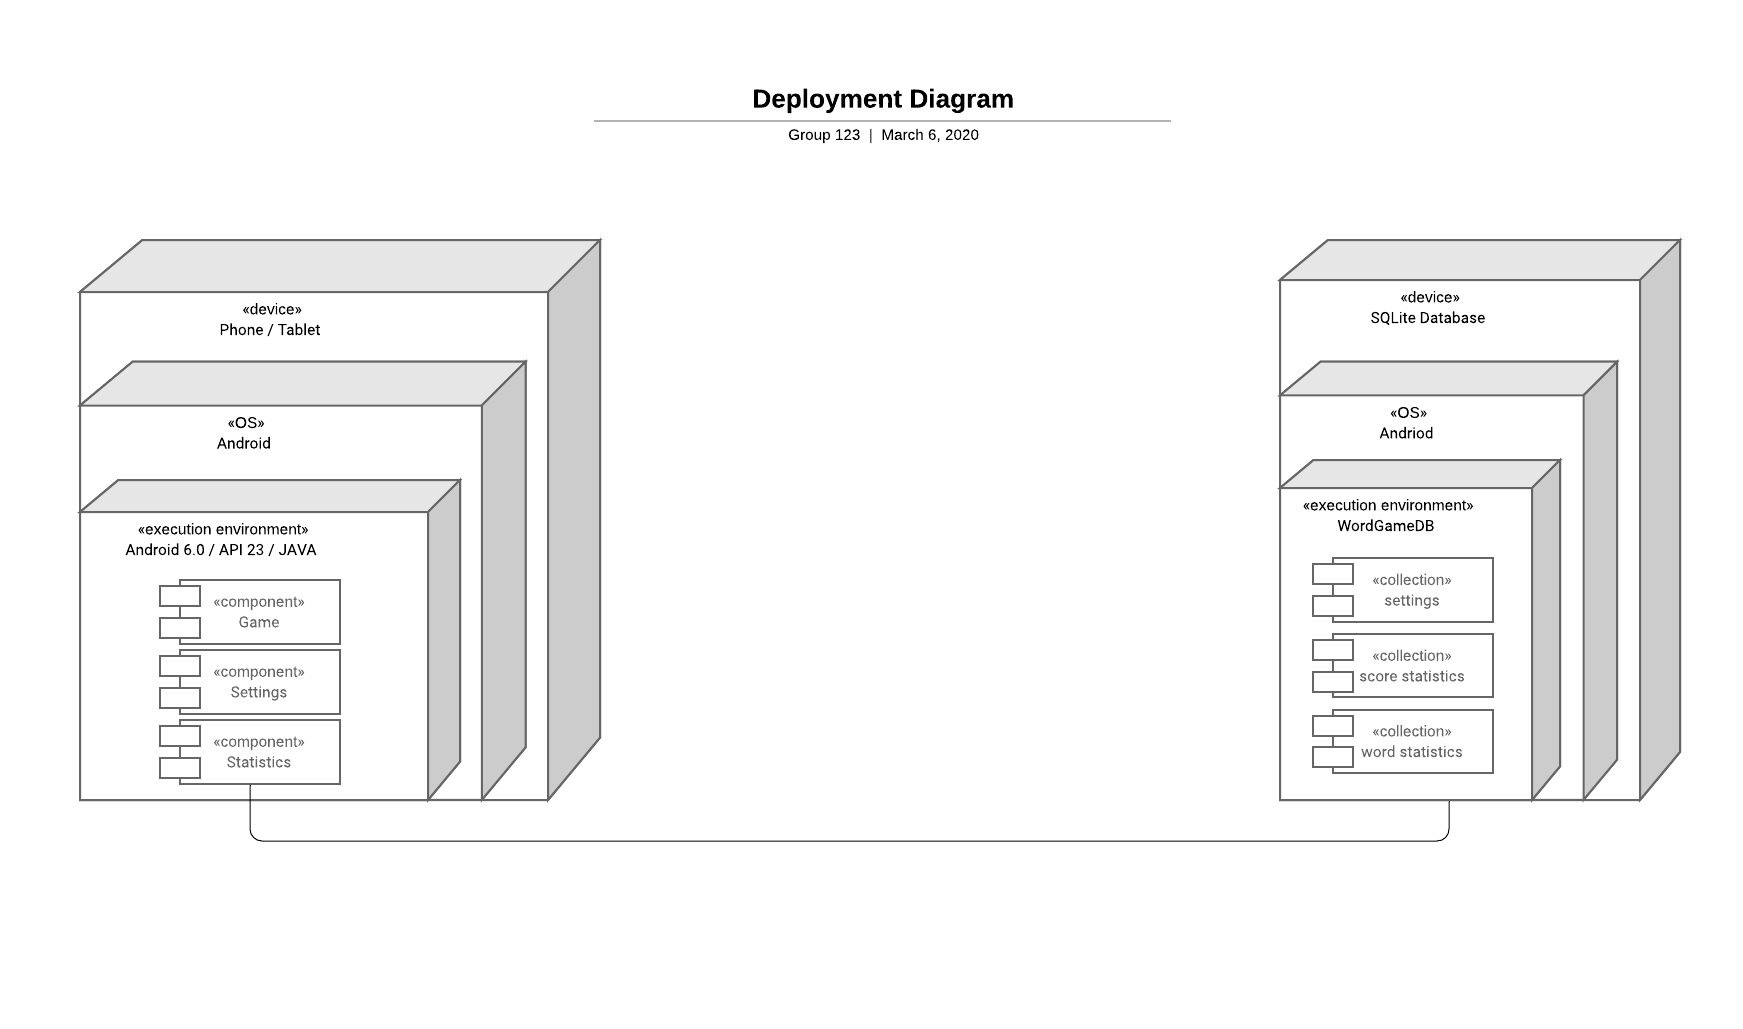 Deployment Diagram
Group 123 | March 6, 2020
«device»
Phone / Tablet
«OS»
Android
«execution environment»
Android 6.0 / API 23 / JAVA
«component»
Game
«component»
Settings
«component»
Statistics
«device»
SQLite Database
«OS»
Andriod
«execution environment»
WordGameDB
«collection»
settings
«collection»
score statistics
«collection»
word statistics